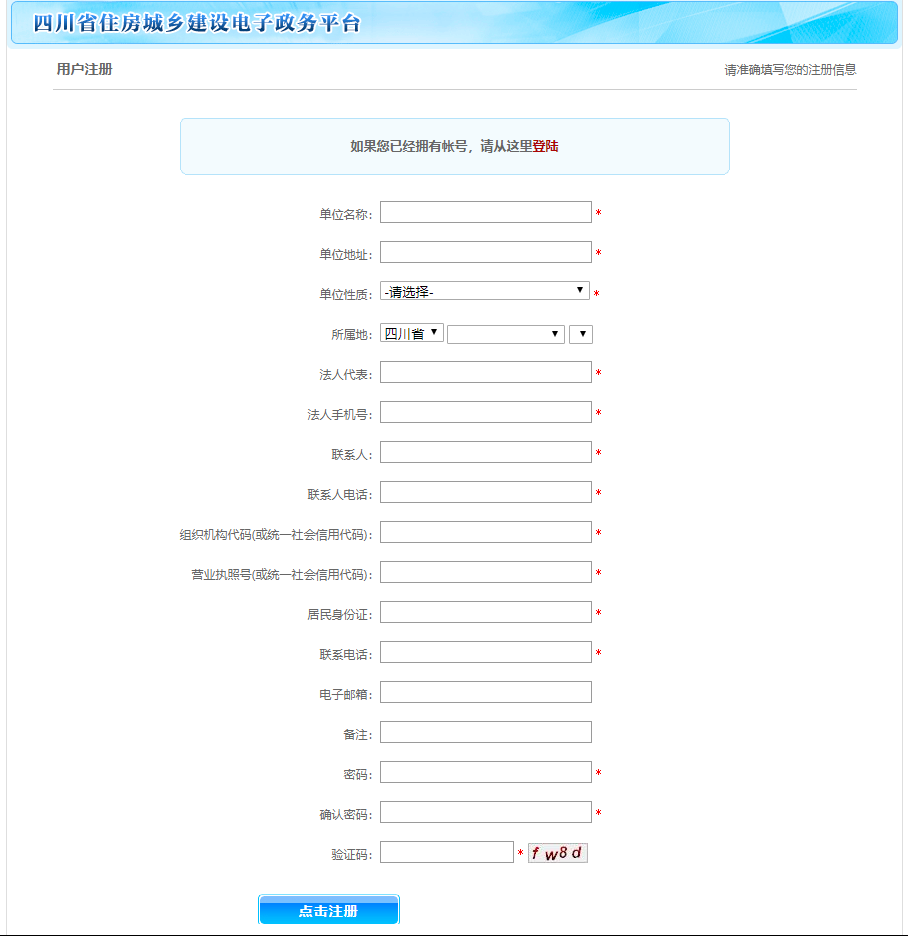 四川省住房城乡建设电子政务平台
用户注册 请准确填写您的注册信息
如果您已经拥有帐号，请从这里登陆
单位名称： *
单位地址： *
单位性质： -请选择- *
所属地： 四川省
法人代表： *
法人手机号： *
联系人： *
联系人电话： *
组织机构代码(或统一社会信用代码)： *
营业执照号(或统一社会信用代码)： *
居民身份证： *
联系电话： *
电子邮箱：
备注：
密码： *
确认密码： *
验证码： * f w8 d
点击注册